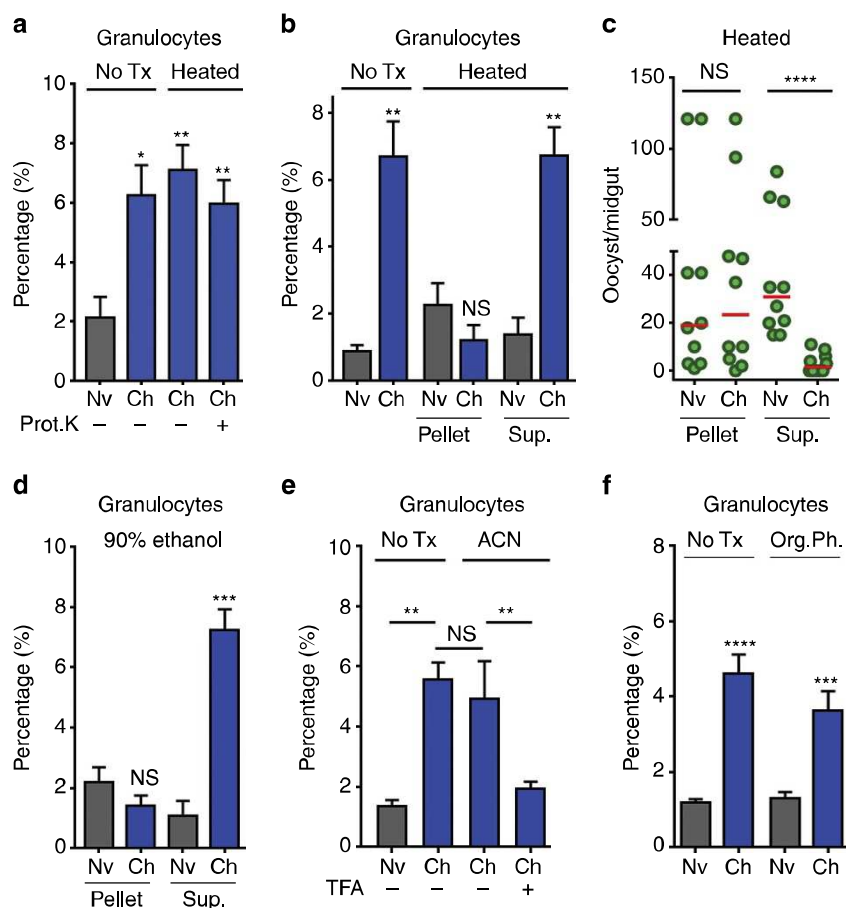 a
Granulocytes
No Tx Heated
* ** **
Percentage (%)
10
8
6
4
2
0
Nv Ch Ch Ch
Prot.K – – – +
b
Granulocytes
No Tx Heated
** NS **
Percentage (%)
8
6
4
2
0
Nv Ch Nv Ch Nv Ch
Pellet Sup.
c
Heated
NS ****
Oocyst/midgut
150
100
50
40
20
0
Nv Ch Nv Ch
Pellet Sup.
d
Granulocytes
90% ethanol
NS ***
Percentage (%)
10
8
6
4
2
0
Nv Ch Nv Ch
Pellet Sup.
e
Granulocytes
No Tx ACN
** NS **
Percentage (%)
10
8
6
4
2
0
Nv Ch Ch Ch
TFA – – – +
f
Granulocytes
No Tx Org.Ph.
**** ***
Percentage (%)
8
6
4
2
0
Nv Ch Nv Ch